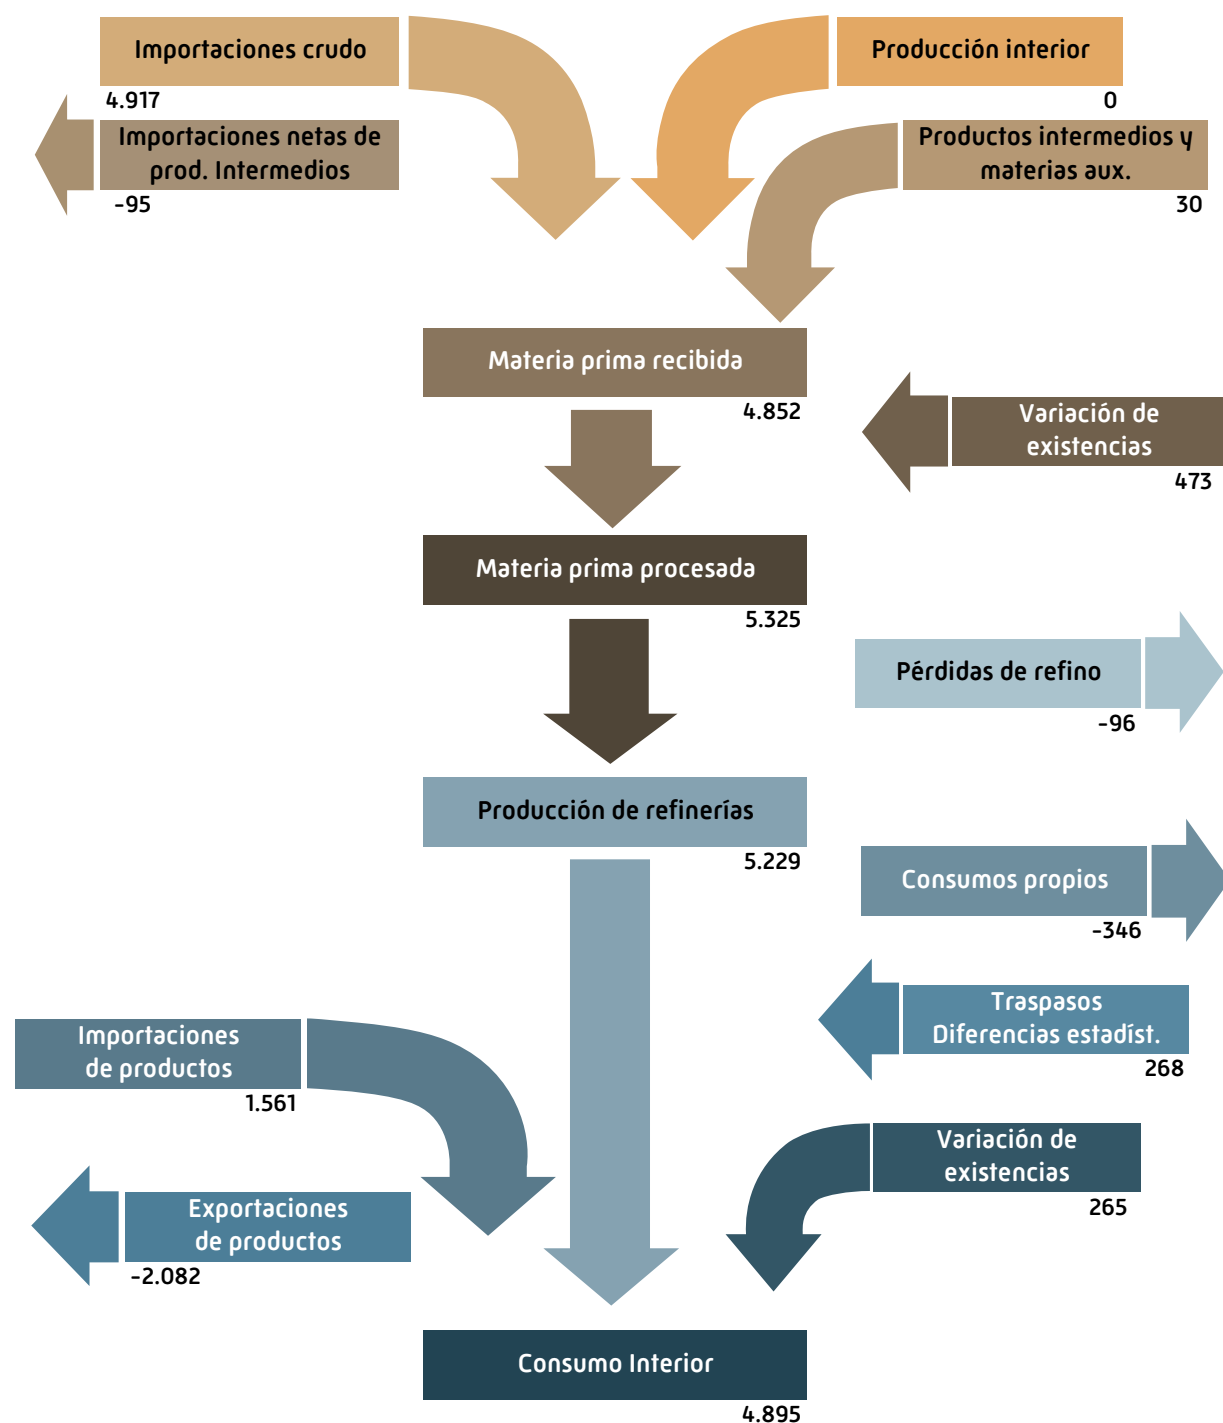 Importaciones crudo
4.917
Producción interior
0
Importaciones netas de
prod. Intermedios
-95
Productos intermedios y
materias aux.
30
Materia prima recibida
4.852
Variación de
existencias
473
Materia prima procesada
5.325
Pérdidas de refino
-96
Producción de refinerías
5.229
Consumos propios
-346
Traspasos
Diferencias estadíst.
268
Importaciones
de productos
1.561
Variación de
existencias
265
Exportaciones
de productos
-2.082
Consumo Interior
4.895